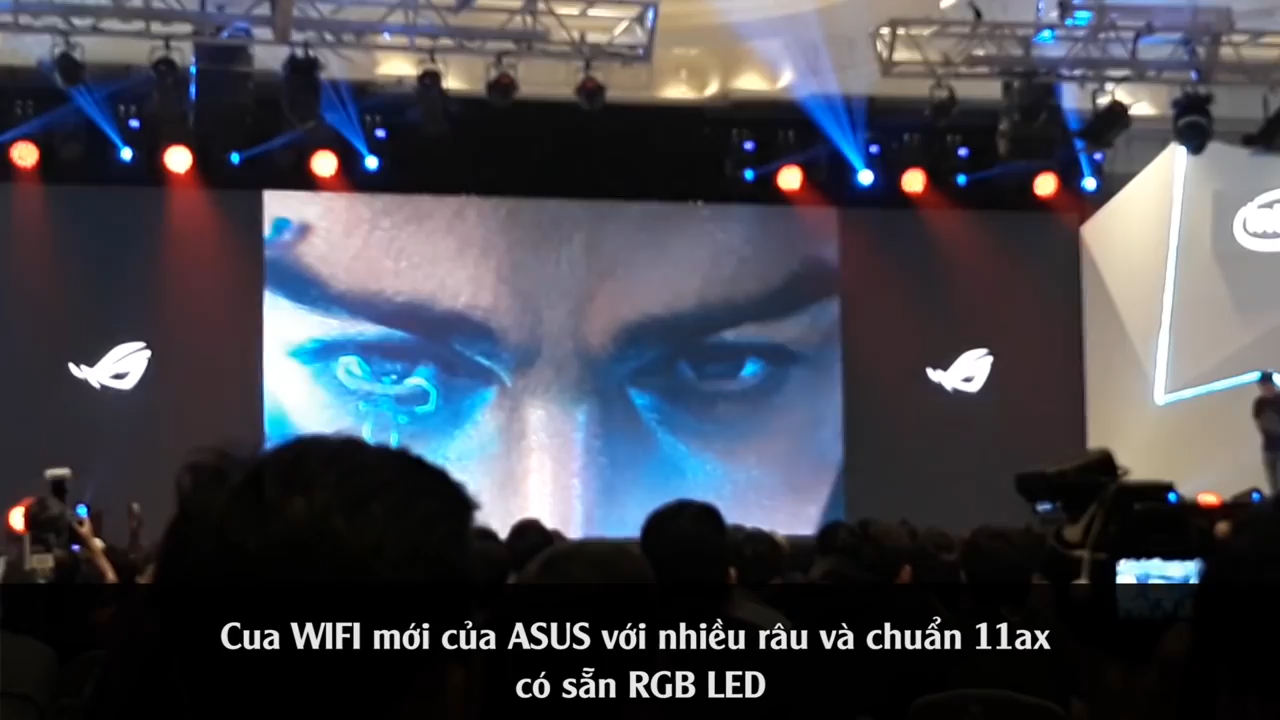 Cua WIFI mới của ASUS với nhiều râu và chuẩn 11ax
có sẵn RGB LED